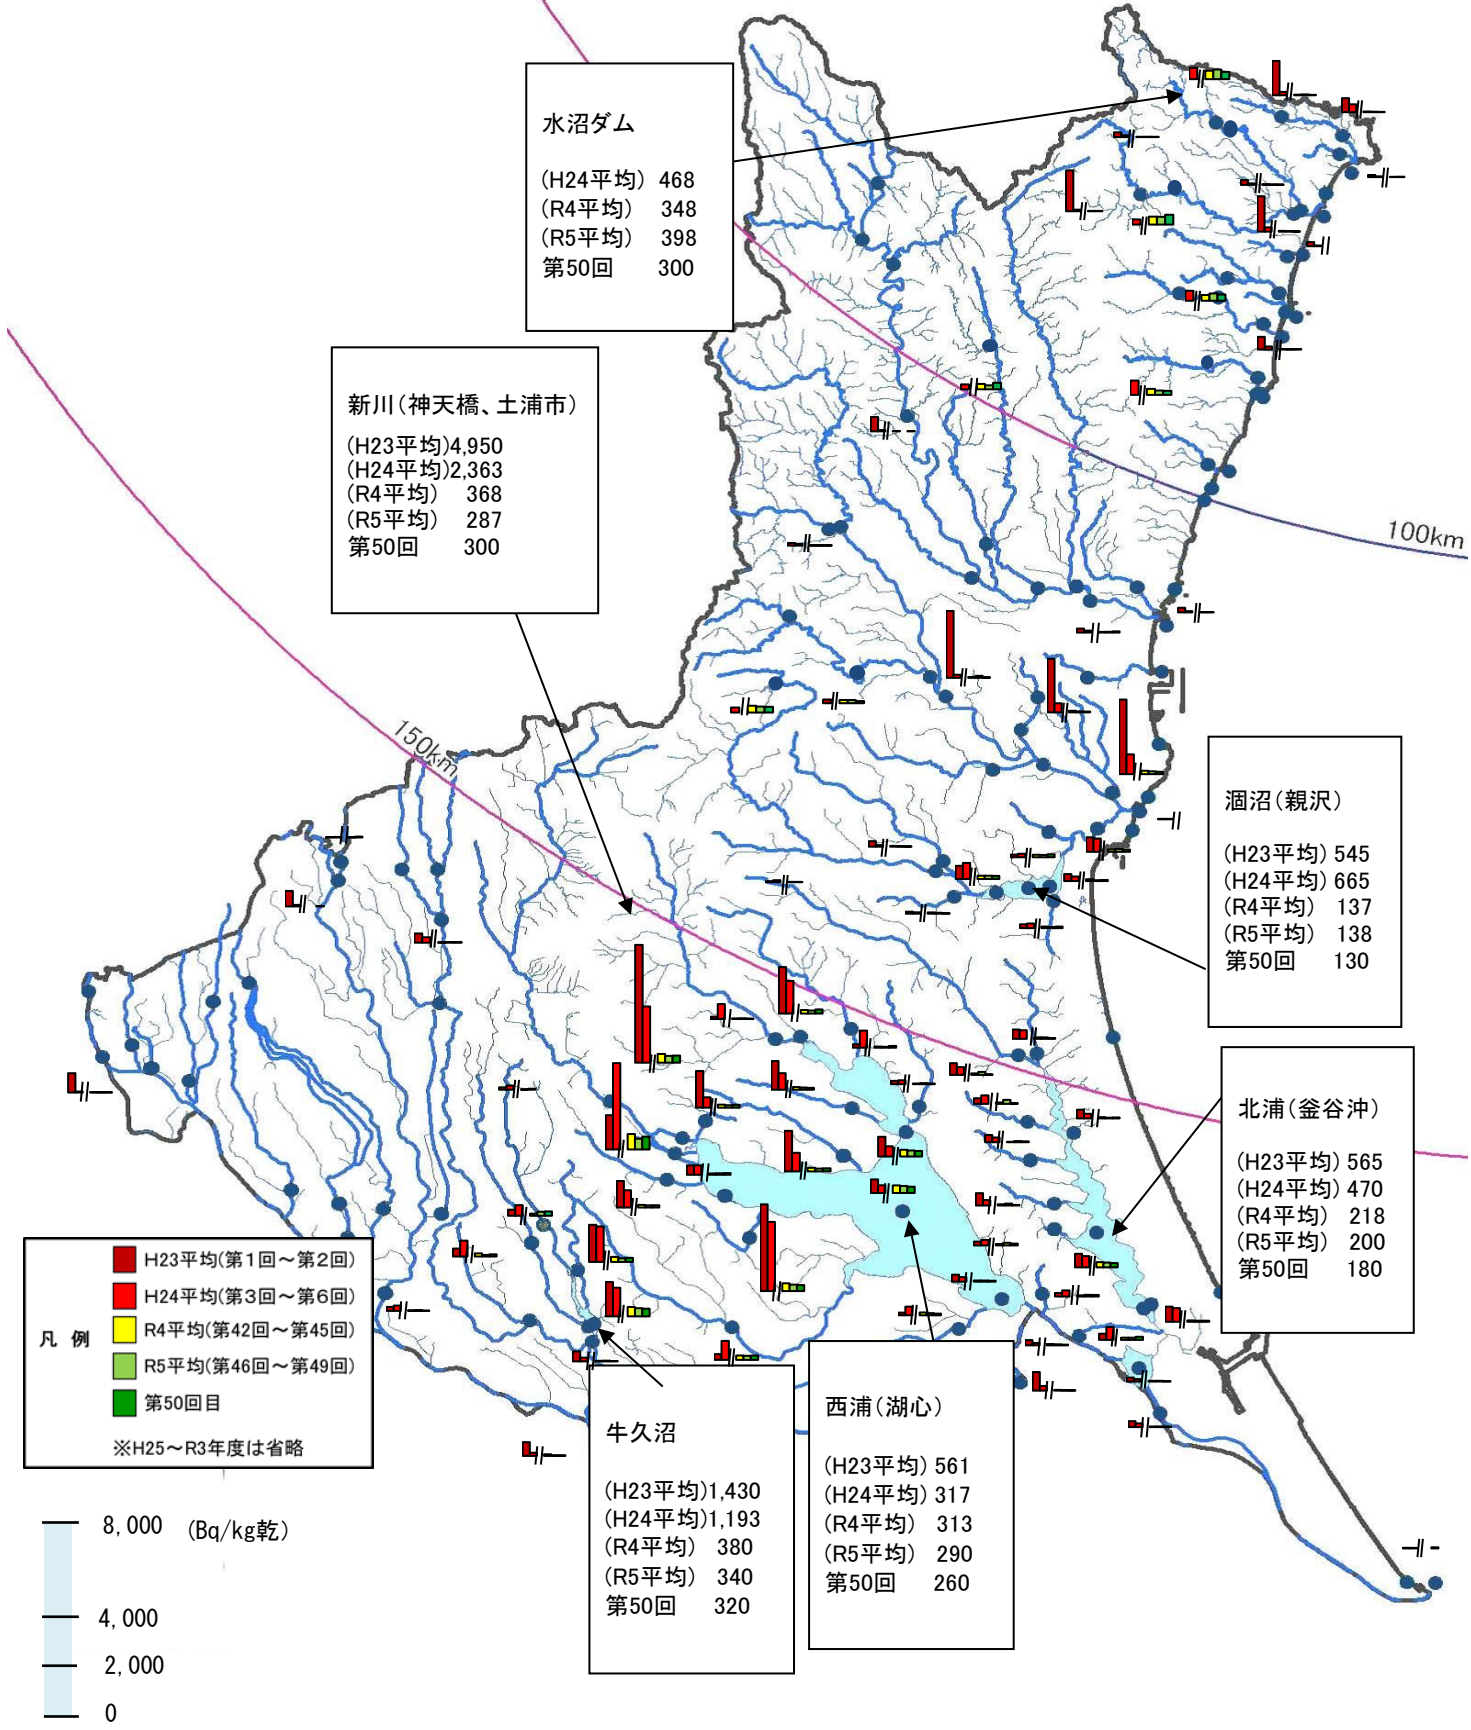 水沼ダム
(H24平均) 468
(R4平均) 348
(R5平均) 398
第50回 300
新川(神天橋、土浦市)
(H23平均)4,950
(H24平均)2,363
(R4平均) 368
(R5平均) 287
第50回 300
100km
150km
涸沼(親沢)
(H23平均) 545
(H24平均) 665
(R4平均) 137
(R5平均) 138
第50回 130
北浦(釜谷沖)
(H23平均) 565
(H24平均) 470
(R4平均) 218
(R5平均) 200
第50回 180
凡 例
H23平均(第1回～第2回)
H24平均(第3回～第6回)
R4平均(第42回～第45回)
R5平均(第46回～第49回)
第50回目
※H25～R3年度は省略
牛久沼
(H23平均)1,430
(H24平均)1,193
(R4平均) 380
(R5平均) 340
第50回 320
西浦(湖心)
(H23平均) 561
(H24平均) 317
(R4平均) 313
(R5平均) 290
第50回 260
8,000 (Bq/kg乾)
4,000
2,000
0